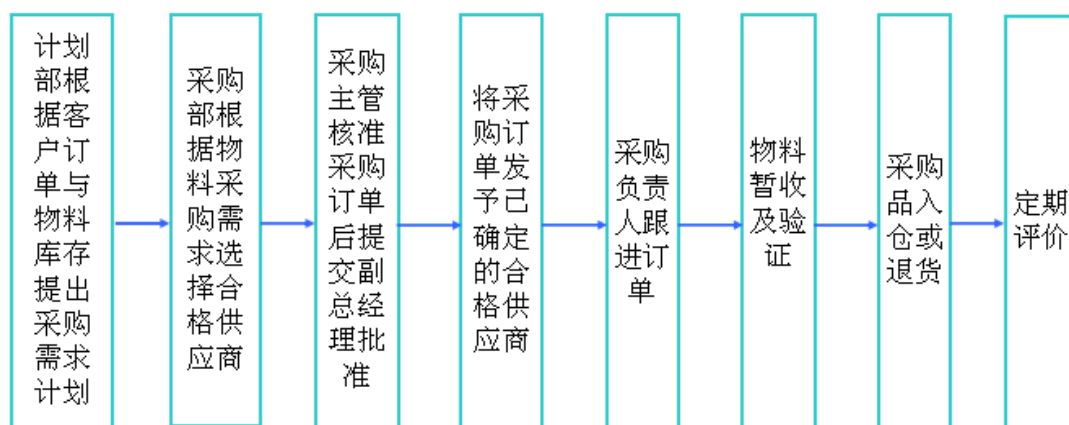 计划
部根
据客
户订
单与
物料
库存
提出
采购
需求
计划
采购
部根
据物
料采
购需
求选
择合
格供
应商
采购
主管
核准
采购
订单
后提
交副
总经
理批
准
将采
购订
单发
予已
确定
的合
格供
应商
采购
负责
人跟
进订
单
物料
暂收
及验
证
采购
品入
仓或
退货
定期
评价